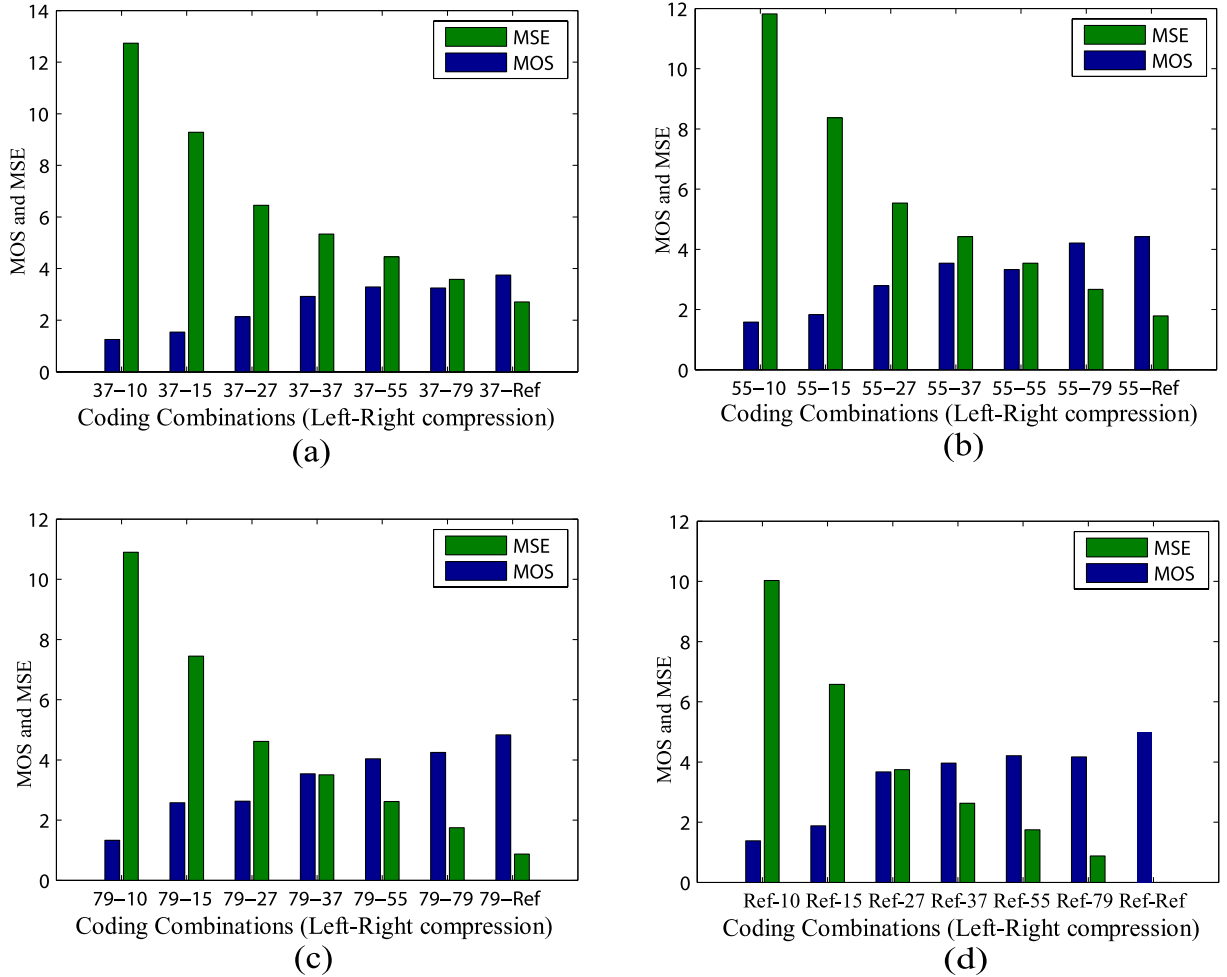 14
12
10
8
6
4
2
0
MOS and MSE
MSE
MOS
37−10 37−15 37−27 37−37 37−55 37−79 37−Ref
Coding Combinations (Left-Right compression)
(a)
12
10
8
6
4
2
0
MOS and MSE
MSE
MOS
55−10 55−15 55−27 55−37 55−55 55−79 55−Ref
Coding Combinations (Left-Right compression)
(b)
12
10
8
6
4
2
0
MOS and MSE
MSE
MOS
79−10 79−15 79−27 79−37 79−55 79−79 79−Ref
Coding Combinations (Left-Right compression)
(c)
12
10
8
6
4
2
0
MOS and MSE
MSE
MOS
Ref-10 Ref-15 Ref-27 Ref-37 Ref-55 Ref-79 Ref-Ref
Coding Combinations (Left-Right compression)
(d)